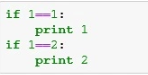 if 1==1:
    print 1
if 1==2:
    print 2